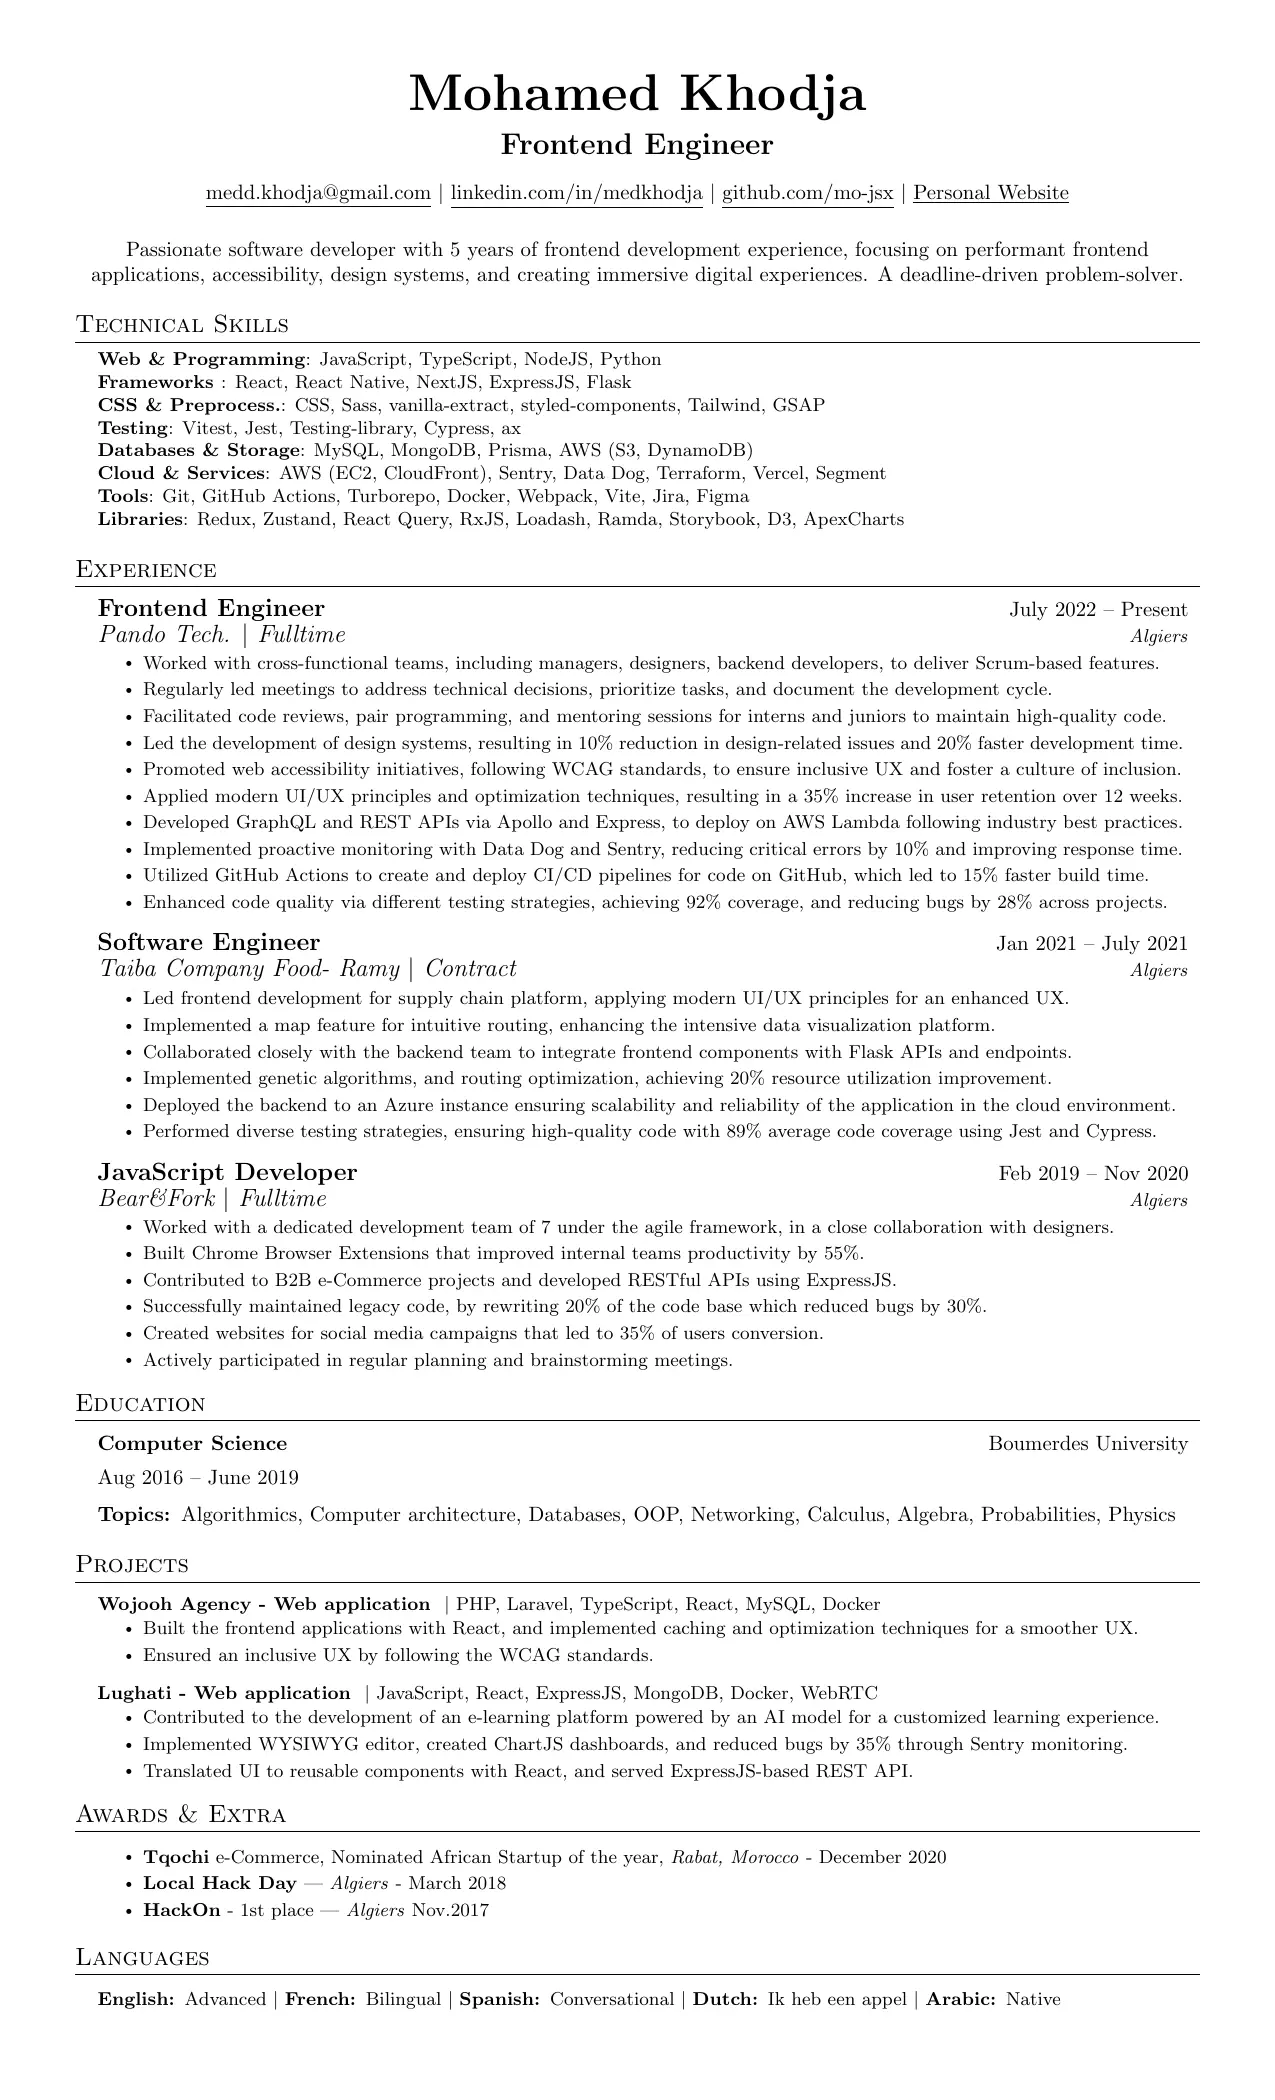 Mohamed Khodja
Frontend Engineer
medd.khodja@gmail.com | linkedin.com/in/medkhodja | github.com/mo-jsx | Personal Website
Passionate software developer with 5 years of frontend development experience, focusing on performant frontend
applications, accessibility, design systems, and creating immersive digital experiences. A deadline-driven problem-solver.
Technical Skills
Web & Programming: JavaScript, TypeScript, NodeJS, Python
Frameworks : React, React Native, NextJS, ExpressJS, Flask
CSS & Preprocess.: CSS, Sass, vanilla-extract, styled-components, Tailwind, GSAP
Testing: Vitest, Jest, Testing-library, Cypress, ax
Databases & Storage: MySQL, MongoDB, Prisma, AWS (S3, DynamoDB)
Cloud & Services: AWS (EC2, CloudFront), Sentry, Data Dog, Terraform, Vercel, Segment
Tools: Git, GitHub Actions, Turborepo, Docker, Webpack, Vite, Jira, Figma
Libraries: Redux, Zustand, React Query, RxJS, Loadash, Ramda, Storybook, D3, ApexCharts
Experience
Frontend Engineer July 2022 – Present
Pando Tech. | Fulltime Algiers
• Worked with cross-functional teams, including managers, designers, backend developers, to deliver Scrum-based features.
• Regularly led meetings to address technical decisions, prioritize tasks, and document the development cycle.
• Facilitated code reviews, pair programming, and mentoring sessions for interns and juniors to maintain high-quality code.
• Led the development of design systems, resulting in 10% reduction in design-related issues and 20% faster development time.
• Promoted web accessibility initiatives, following WCAG standards, to ensure inclusive UX and foster a culture of inclusion.
• Applied modern UI/UX principles and optimization techniques, resulting in a 35% increase in user retention over 12 weeks.
• Developed GraphQL and REST APIs via Apollo and Express, to deploy on AWS Lambda following industry best practices.
• Implemented proactive monitoring with Data Dog and Sentry, reducing critical errors by 10% and improving response time.
• Utilized GitHub Actions to create and deploy CI/CD pipelines for code on GitHub, which led to 15% faster build time.
• Enhanced code quality via different testing strategies, achieving 92% coverage, and reducing bugs by 28% across projects.
Software Engineer Jan 2021 – July 2021
Taiba Company Food- Ramy | Contract Algiers
• Led frontend development for supply chain platform, applying modern UI/UX principles for an enhanced UX.
• Implemented a map feature for intuitive routing, enhancing the intensive data visualization platform.
• Collaborated closely with the backend team to integrate frontend components with Flask APIs and endpoints.
• Implemented genetic algorithms, and routing optimization, achieving 20% resource utilization improvement.
• Deployed the backend to an Azure instance ensuring scalability and reliability of the application in the cloud environment.
• Performed diverse testing strategies, ensuring high-quality code with 89% average code coverage using Jest and Cypress.
JavaScript Developer Feb 2019 – Nov 2020
Bear&Fork | Fulltime Algiers
• Worked with a dedicated development team of 7 under the agile framework, in a close collaboration with designers.
• Built Chrome Browser Extensions that improved internal teams productivity by 55%.
• Contributed to B2B e-Commerce projects and developed RESTful APIs using ExpressJS.
• Successfully maintained legacy code, by rewriting 20% of the code base which reduced bugs by 30%.
• Created websites for social media campaigns that led to 35% of users conversion.
• Actively participated in regular planning and brainstorming meetings.
Education
Computer Science Boumerdes University
Aug 2016 – June 2019
Topics: Algorithmics, Computer architecture, Databases, OOP, Networking, Calculus, Algebra, Probabilities, Physics
Projects
Wojooh Agency - Web application | PHP, Laravel, TypeScript, React, MySQL, Docker
• Built the frontend applications with React, and implemented caching and optimization techniques for a smoother UX.
• Ensured an inclusive UX by following the WCAG standards.
Lughati - Web application | JavaScript, React, ExpressJS, MongoDB, Docker, WebRTC
• Contributed to the development of an e-learning platform powered by an AI model for a customized learning experience.
• Implemented WYSIWYG editor, created ChartJS dashboards, and reduced bugs by 35% through Sentry monitoring.
• Translated UI to reusable components with React, and served ExpressJS-based REST API.
Awards & Extra
• Tqochi e-Commerce, Nominated African Startup of the year, Rabat, Morocco - December 2020
• Local Hack Day — Algiers - March 2018
• HackOn - 1st place — Algiers Nov.2017
Languages
English: Advanced | French: Bilingual | Spanish: Conversational | Dutch: Ik heb een appel | Arabic: Native